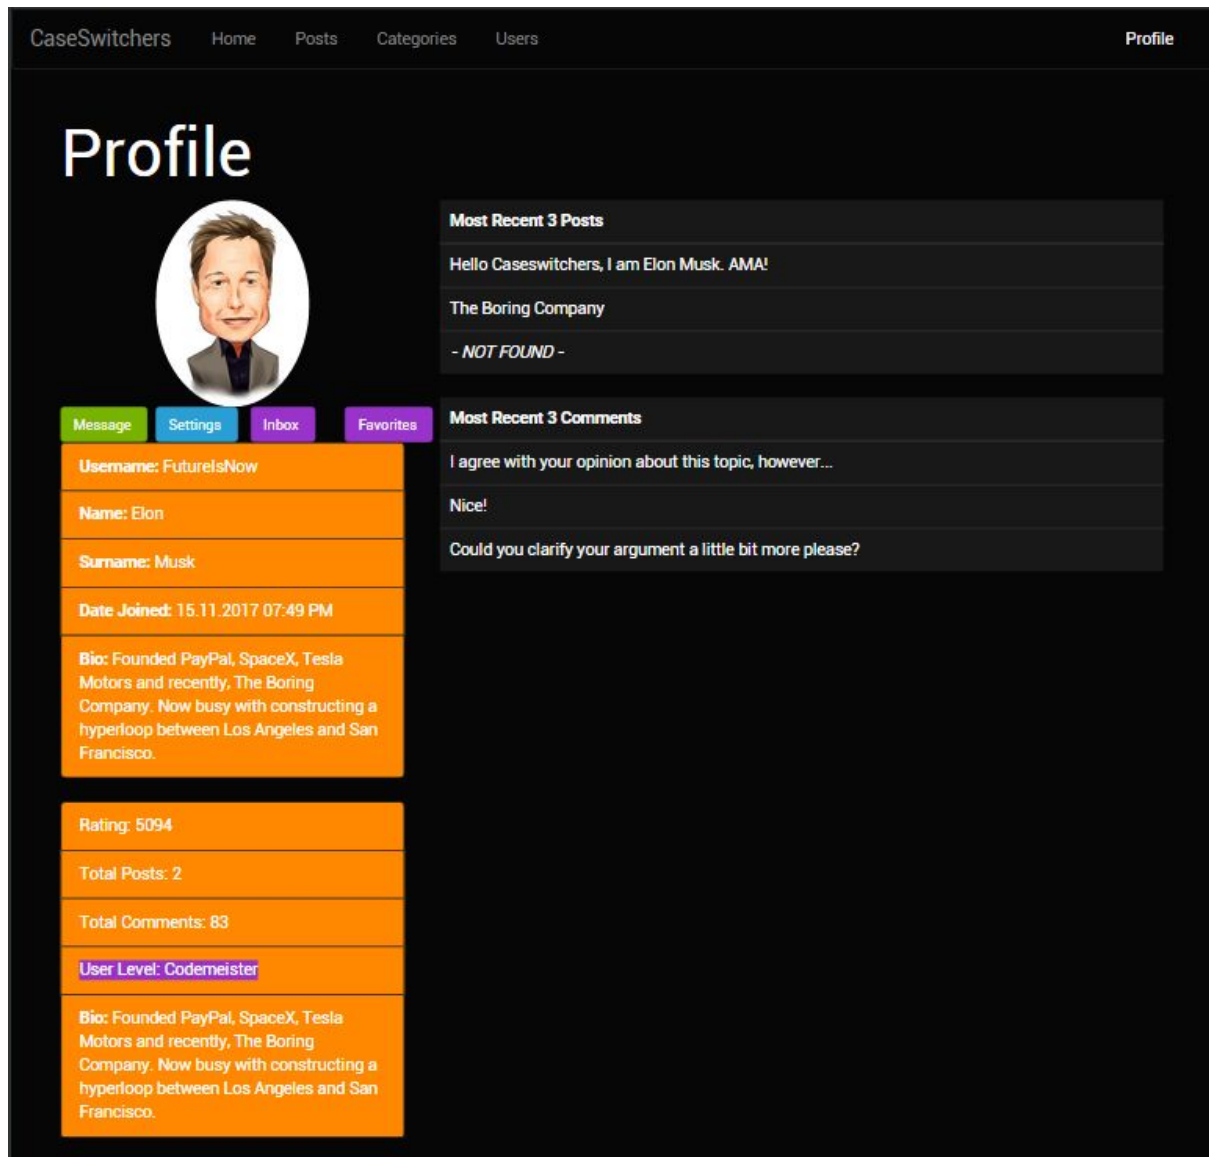 CaseSwitchers Home Posts Categories Users Profile
Profile
Message Settings Inbox Favorites
Username: FutureIsNow
Name: Elon
Surname: Musk
Date Joined: 15.11.2017 07:49 PM
Bio: Founded PayPal, SpaceX, Tesla
Motors and recently, The Boring
Company. Now busy with constructing a
hyperloop between Los Angeles and San
Francisco.
Rating: 5094
Total Posts: 2
Total Comments: 83
User Level: Codemeister
Bio: Founded PayPal, SpaceX, Tesla
Motors and recently, The Boring
Company. Now busy with constructing a
hyperloop between Los Angeles and San
Francisco.
Most Recent 3 Posts
Hello Caseswitchers, I am Elon Musk. AMA!
The Boring Company
- NOT FOUND -
Most Recent 3 Comments
I agree with your opinion about this topic, however...
Nice!
Could you clarify your argument a little bit more please?